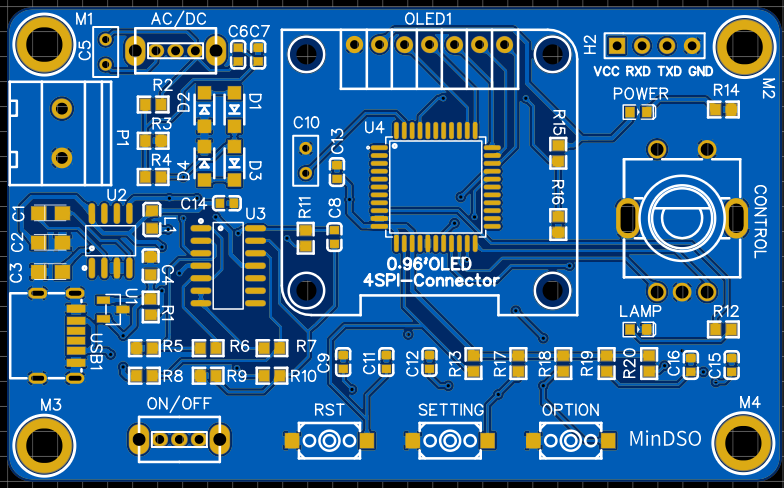 M1
AC/DC
C6
C7
OLED1
H2
C5
VCC RXD TXD GND
M2
POWER
R14
R2
D2
D1
R3
P1
R4
D4
D3
C10
C13
U4
R15
R16
U2
C14
U3
R11
C8
C1
C2
C3
L1
C4
CONTROL
0.96'OLED
4SPI-Connector
U1
R1
USB1
LAMP
R12
R5
R6
R7
R8
R9
R10
C9
C11
C12
R13
R17
R18
R19
R20
C16
C15
M3
ON/OFF
RST
SETTING
OPTION
M4
MinDSO